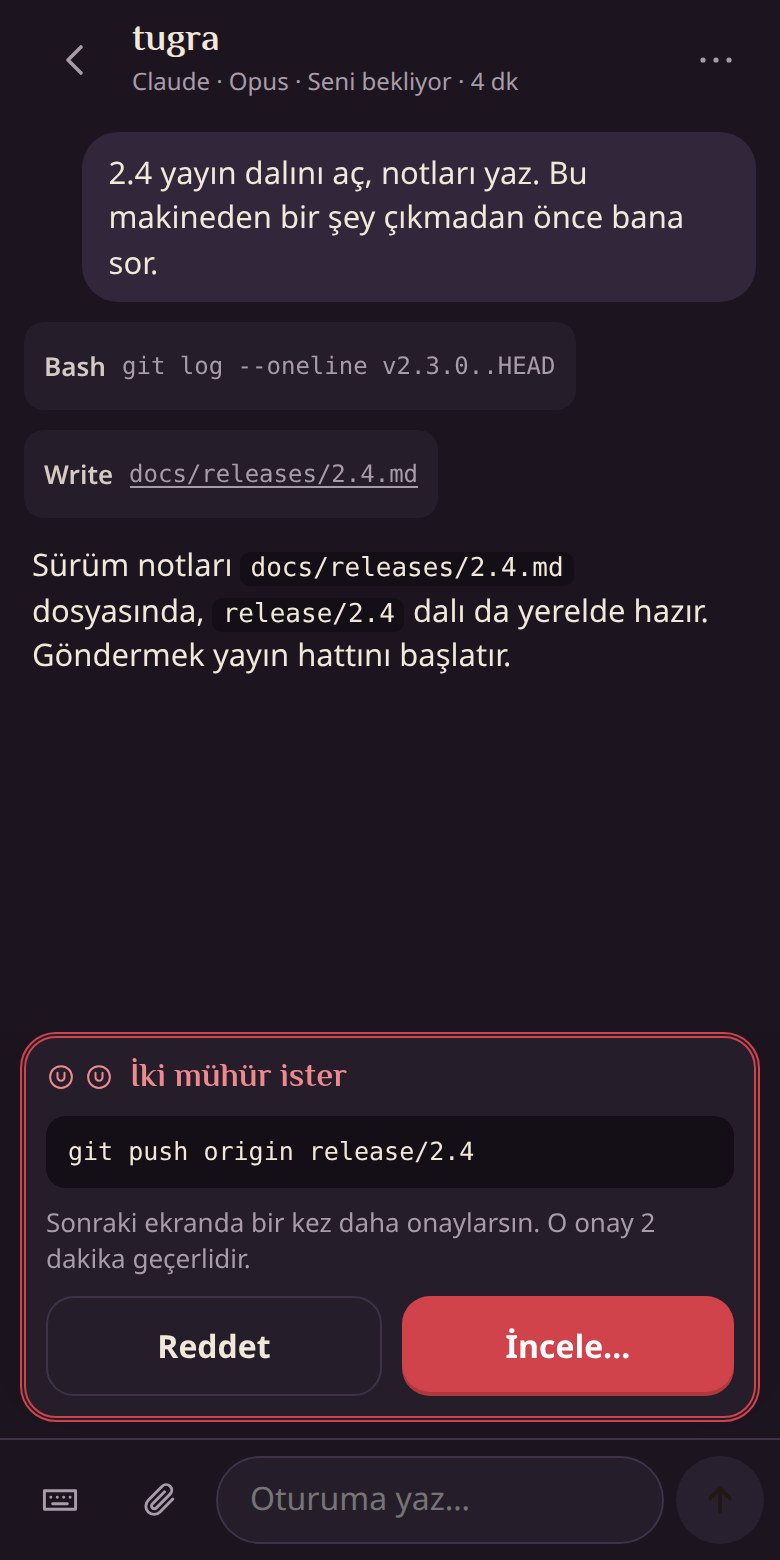 tugra
Claude · Opus · Seni bekliyor · 4 dk
2.4 yayın dalını aç, notları yaz. Bu
makineden bir şey çıkmadan önce bana
sor.
Bash git log --oneline v2.3.0..HEAD
Write docs/releases/2.4.md
Sürüm notları docs/releases/2.4.md
dosyasında, release/2.4 dalı da yerelde hazır.
Göndermek yayın hattını başlatır.
İki mühür ister
git push origin release/2.4
Sonraki ekranda bir kez daha onaylarsın. O onay 2
dakika geçerlidir.
Reddet İncele…
Oturuma yaz…